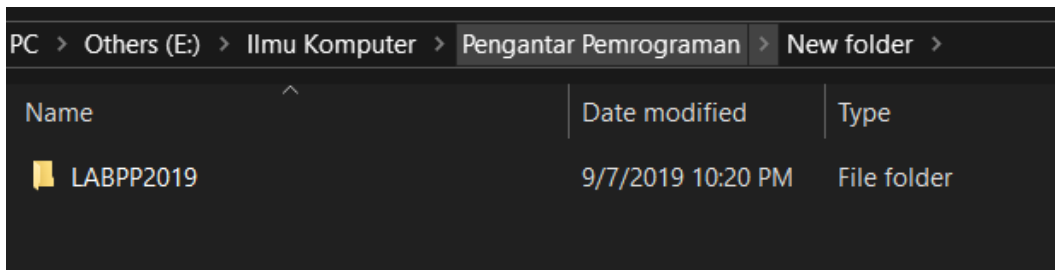 PC > Others (E:) > Ilmu Komputer > Pengantar Pemrograman > New folder >
Name Date modified Type
LABPP2019 9/7/2019 10:20 PM File folder